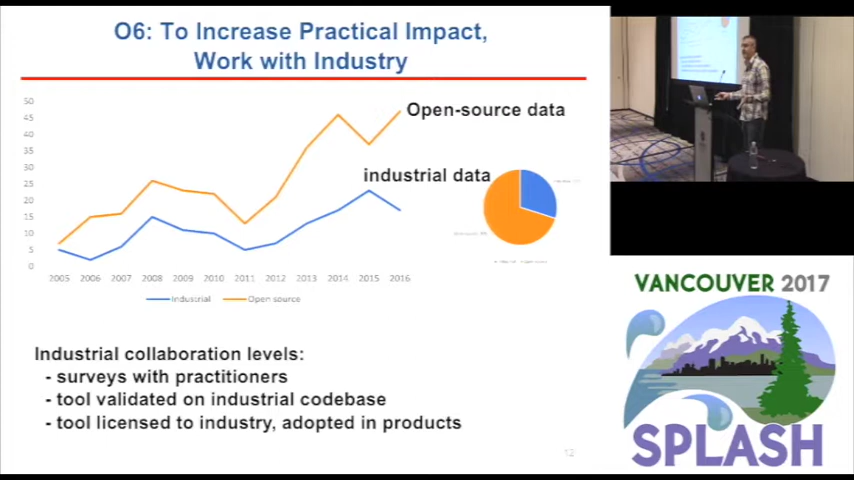 O6: To Increase Practical Impact,
Work with Industry
50
45
40
35
30
25
20
15
10
5
0
2005 2006 2007 2008 2009 2010 2011 2012 2013 2014 2015 2016
Industrial Open source
Open-source data
industrial data
Industrial collaboration levels:
- surveys with practitioners
- tool validated on industrial codebase
- tool licensed to industry, adopted in products
12
VANCOUVER 2017
SPLASH